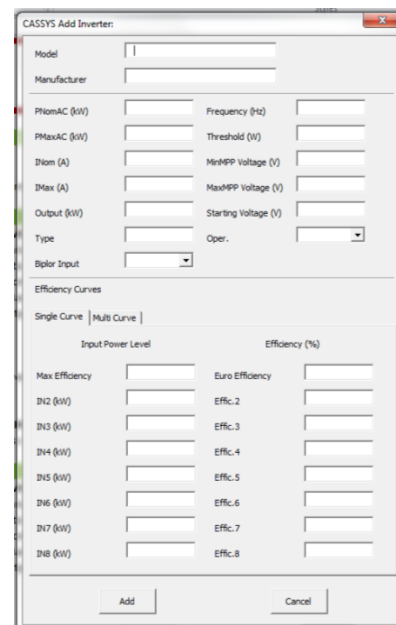 CASSYS Add Inverter:
Model
Manufacturer
PNomAC (kW) Frequency (Hz)
PMaxAC (kW) Threshold (W)
INom (A) MinMPP Voltage (V)
IMax (A) MaxMPP Voltage (V)
Output (kW) Starting Voltage (V)
Type Oper.
Biplor Input
Efficiency Curves
Single Curve Multi Curve
Input Power Level Efficiency (%)
Max Efficiency Euro Efficiency
IN2 (kW) Effic.2
IN3 (kW) Effic.3
IN4 (kW) Effic.4
IN5 (kW) Effic.5
IN6 (kW) Effic.6
IN7 (kW) Effic.7
IN8 (kW) Effic.8
Add Cancel